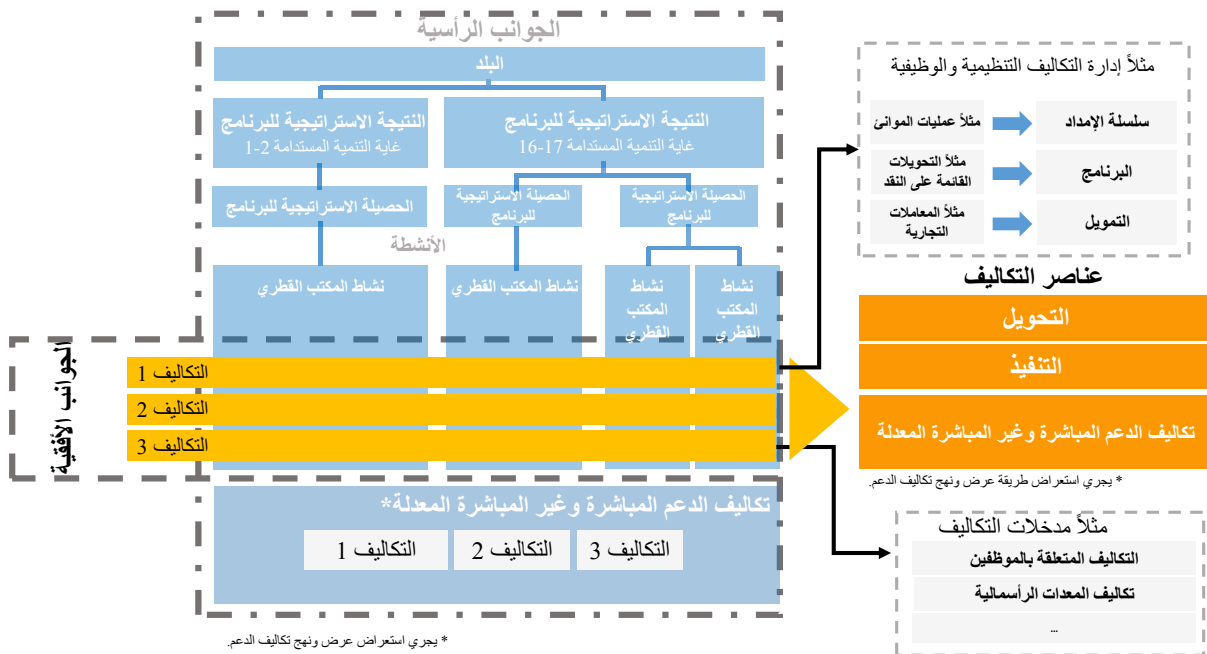 الجوانب الرأسية
البلد
النتيجة الاستراتيجية للبرنامج
غاية التنمية المستدامة 16-17
النتيجة الاستراتيجية للبرنامج
غاية التنمية المستدامة 2-1
الحصيلة الاستراتيجية
للبرنامج
الحصيلة الاستراتيجية
للبرنامج
الحصيلة الاستراتيجية للبرنامج
الأنشطة
نشاط
المكتب
القطري
نشاط
المكتب
القطري
نشاط المكتب القطري
نشاط المكتب القطري
الجوانب الأفقية
التكاليف 1
التكاليف 2
التكاليف 3
تكاليف الدعم المباشرة وغير المباشرة المعدلة*
التكاليف 3
التكاليف 2
التكاليف 1
* يجري استعراض عرض ونهج تكاليف الدعم.
مثلاً إدارة التكاليف التنظيمية والوظيفية
سلسلة الإمداد
مثلاً عمليات الموانئ
البرنامج
مثلاً التحويلات
القائمة على النقد
التمويل
مثلاً المعاملات
التجارية
عناصر التكاليف
التحويل
التنفيذ
تكاليف الدعم المباشرة وغير المباشرة المعدلة
* يجري استعراض طريقة عرض ونهج تكاليف الدعم.
مثلاً مدخلات التكاليف
التكاليف المتعلقة بالموظفين
تكاليف المعدات الرأسمالية
...